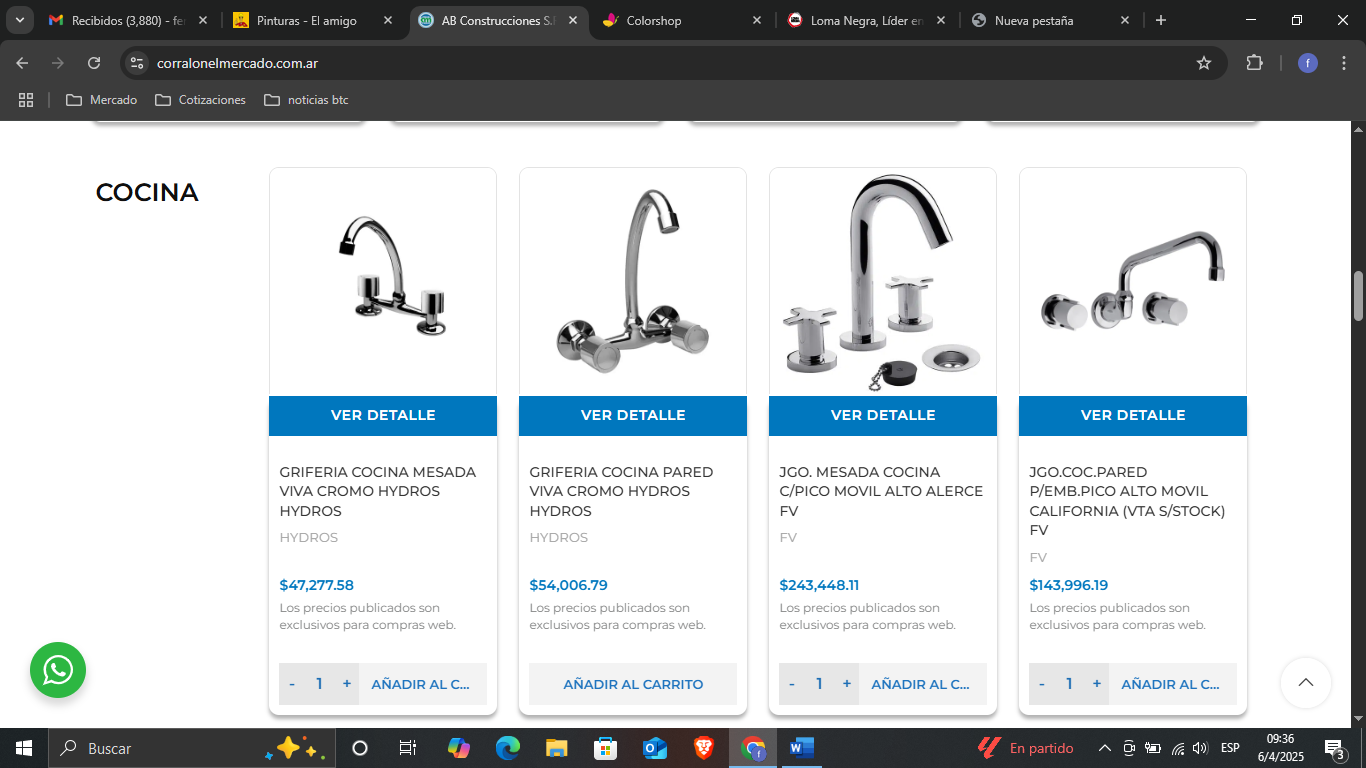 Recibidos (3,880) - fe
Pinturas - El amigo
AB Construcciones S.
Colorshop
Loma Negra, Líder en
Nueva pestaña
corralonelmercado.com.ar
f
Mercado
Cotizaciones
noticias btc
COCINA
VER DETALLE
GRIFERIA COCINA MESADA
VIVA CROMO HYDROS
HYDROS
HYDROS
$47,277.58
Los precios publicados son
exclusivos para compras web.
- 1 + AÑADIR AL C...
VER DETALLE
GRIFERIA COCINA PARED
VIVA CROMO HYDROS
HYDROS
HYDROS
$54,006.79
Los precios publicados son
exclusivos para compras web.
AÑADIR AL CARRITO
VER DETALLE
JGO. MESADA COCINA
C/PICO MOVIL ALTO ALERCE
FV
FV
$243,448.11
Los precios publicados son
exclusivos para compras web.
- 1 + AÑADIR AL C...
VER DETALLE
JGO.COC.PARED
P/EMB.PICO ALTO MOVIL
CALIFORNIA (VTA S/STOCK)
FV
FV
$143,996.19
Los precios publicados son
exclusivos para compras web.
- 1 + AÑADIR AL C...
Buscar
En partido
ESP
09:36
6/4/2025
3